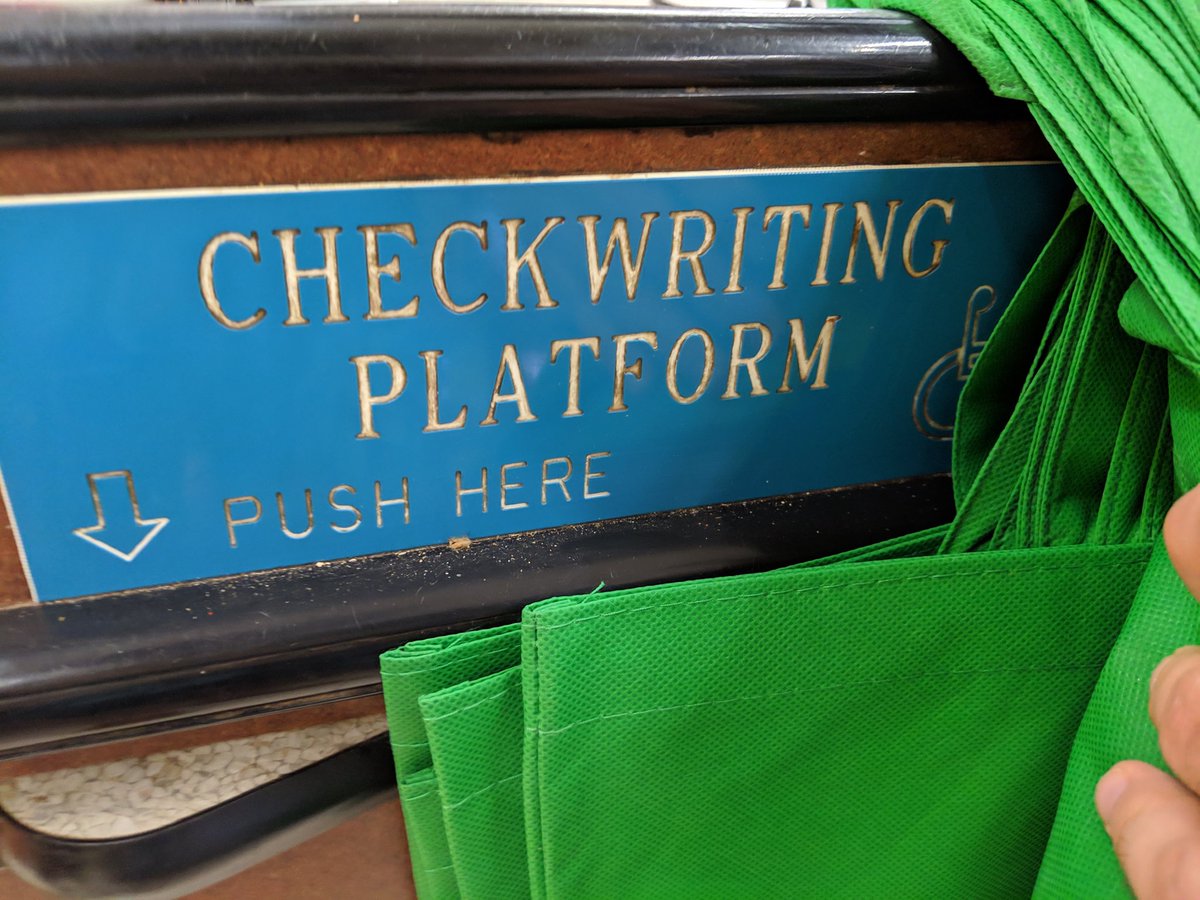 CHECKWRITING
PLATFORM
PUSH HERE